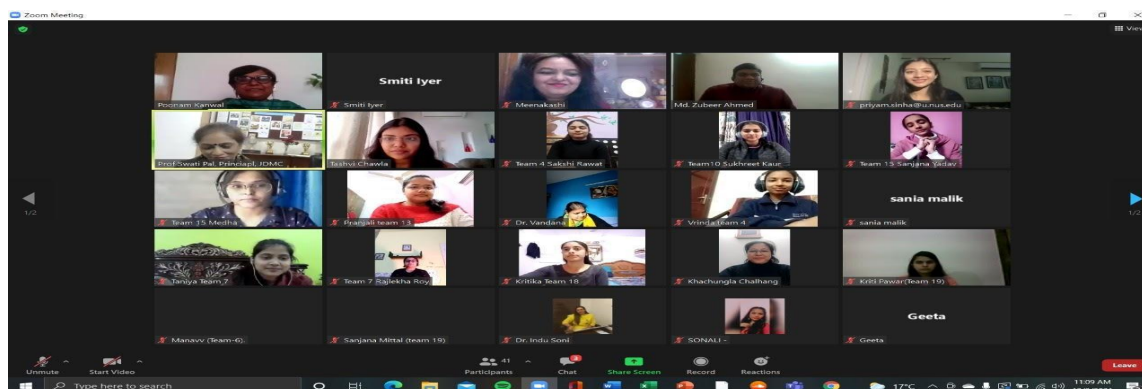 Zoom Meeting
View
Poonam Kanwal
Smiti Iyer
Smiti Iyer
Meenakashi
Md. Zubeer Ahmed
priyam.sinha@u.nus.edu
Prof Swati Pal, Princiapl, JDMC
Tashvi Chawla
Team 4 Sakshi Rawat
Team10 Sukhreet Kaur
Team 15 Sanjana Yadav
Team 15 Medha
Pranjali team 13
Dr. Vandana
Vrinda team 4
sania malik
sania malik
1/2
1/2
Taniya Team 7
Team 7 Rajlekha Roy
Kritika Team 18
Khachungla Chalhang
Kriti Pawar(Team 19)
Manavv (Team-6).
Sanjana Mittal (team 19)
Dr. Indu Soni
SONALI -
Geeta
Geeta
Unmute
Start Video
Participants
41
Chat
Share Screen
Record
Reactions
Leave
Type here to search
17°C
11:09 AM